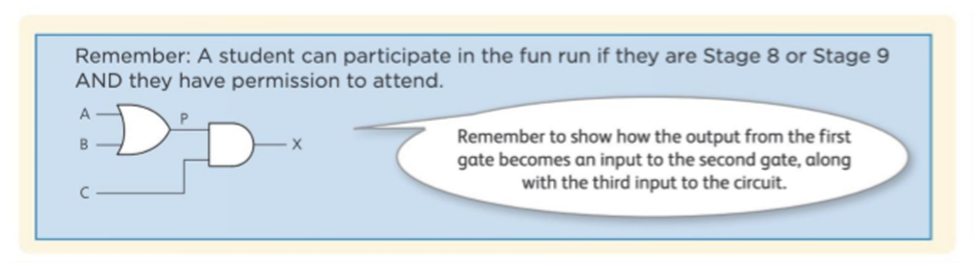 Remember: A student can participate in the fun run if they are Stage 8 or Stage 9
AND they have permission to attend.
A
P
B
X
C
Remember to show how the output from the first
gate becomes an input to the second gate, along
with the third input to the circuit.